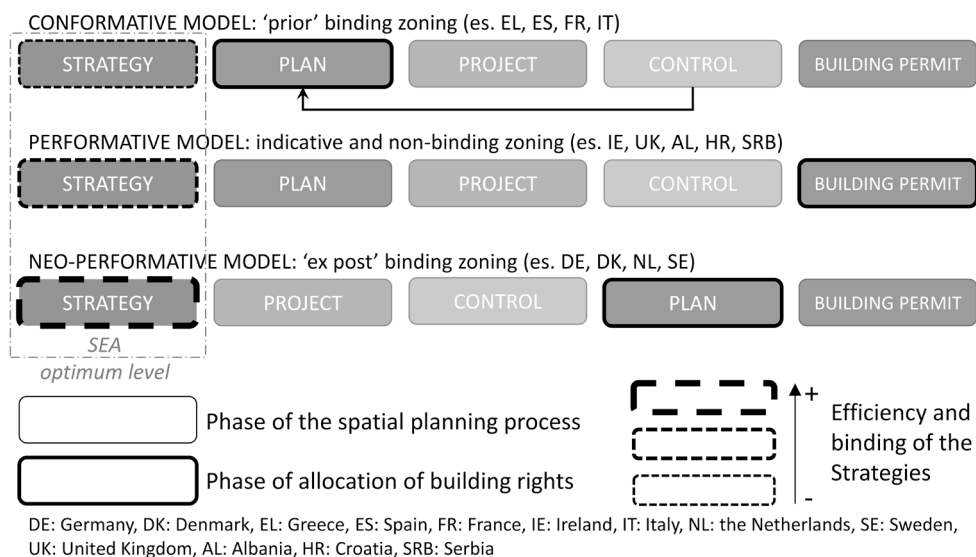 CONFORMATIVE MODEL: ‘prior’ binding zoning (es. EL, ES, FR, IT)
STRATEGY PLAN PROJECT CONTROL BUILDING PERMIT
PERFORMATIVE MODEL: indicative and non-binding zoning (es. IE, UK, AL, HR, SRB)
STRATEGY PLAN PROJECT CONTROL BUILDING PERMIT
NEO-PERFORMATIVE MODEL: ‘ex post’ binding zoning (es. DE, DK, NL, SE)
STRATEGY PROJECT CONTROL PLAN BUILDING PERMIT
SEA
optimum level
Phase of the spatial planning process
Phase of allocation of building rights
+
-
Efficiency and
binding of the
Strategies
DE: Germany, DK: Denmark, EL: Greece, ES: Spain, FR: France, IE: Ireland, IT: Italy, NL: the Netherlands, SE: Sweden,
UK: United Kingdom, AL: Albania, HR: Croatia, SRB: Serbia